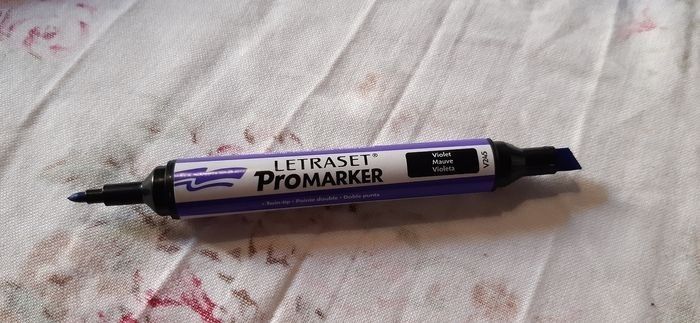 LETRASET®
PROMARKER
• Twin-tip • Pointe double • Doble punta
Violet
Mauve
Violeta
V245